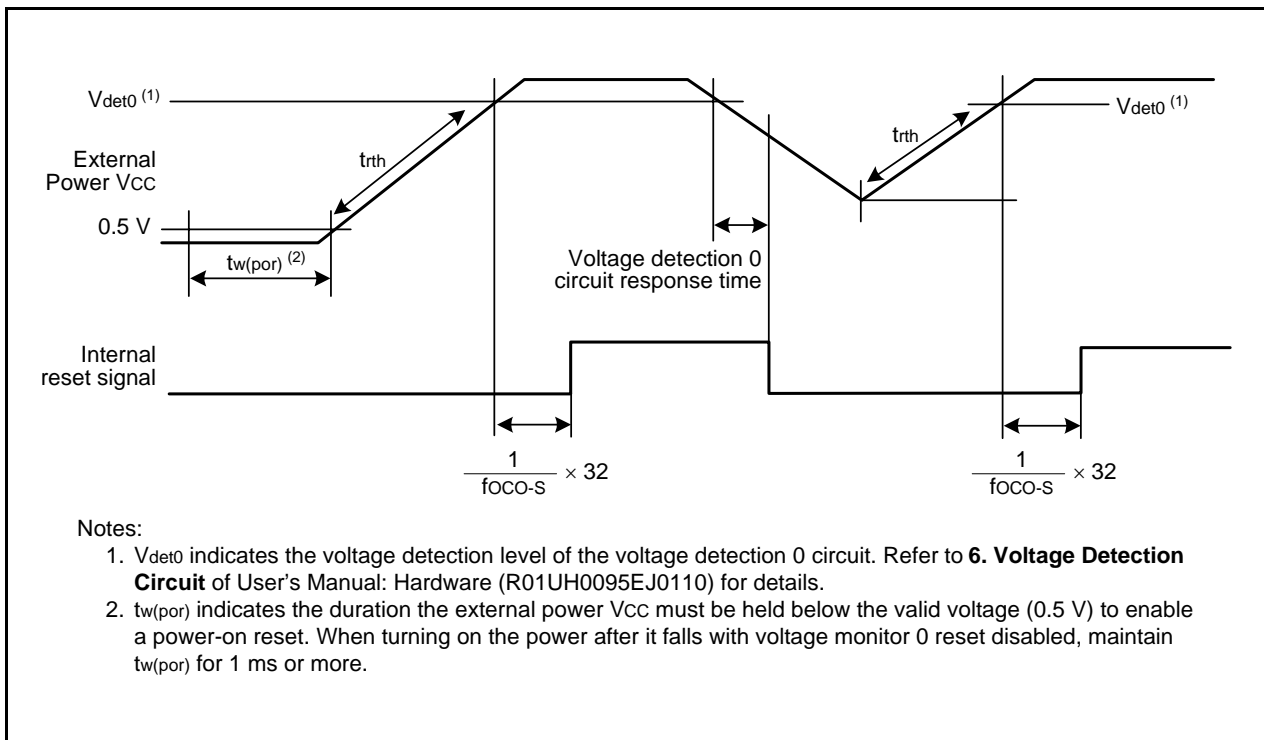 Vdet0 (1)
trth
External
Power VCC
0.5 V
tw(por) (2)
Voltage detection 0
circuit response time
trth
Vdet0 (1)
Internal
reset signal
1
fOCO-S
× 32
1
fOCO-S
× 32
Notes:
1. Vdet0 indicates the voltage detection level of the voltage detection 0 circuit. Refer to 6. Voltage Detection
Circuit of User's Manual: Hardware (R01UH0095EJ0110) for details.
2. tw(por) indicates the duration the external power VCC must be held below the valid voltage (0.5 V) to enable
a power-on reset. When turning on the power after it falls with voltage monitor 0 reset disabled, maintain
tw(por) for 1 ms or more.